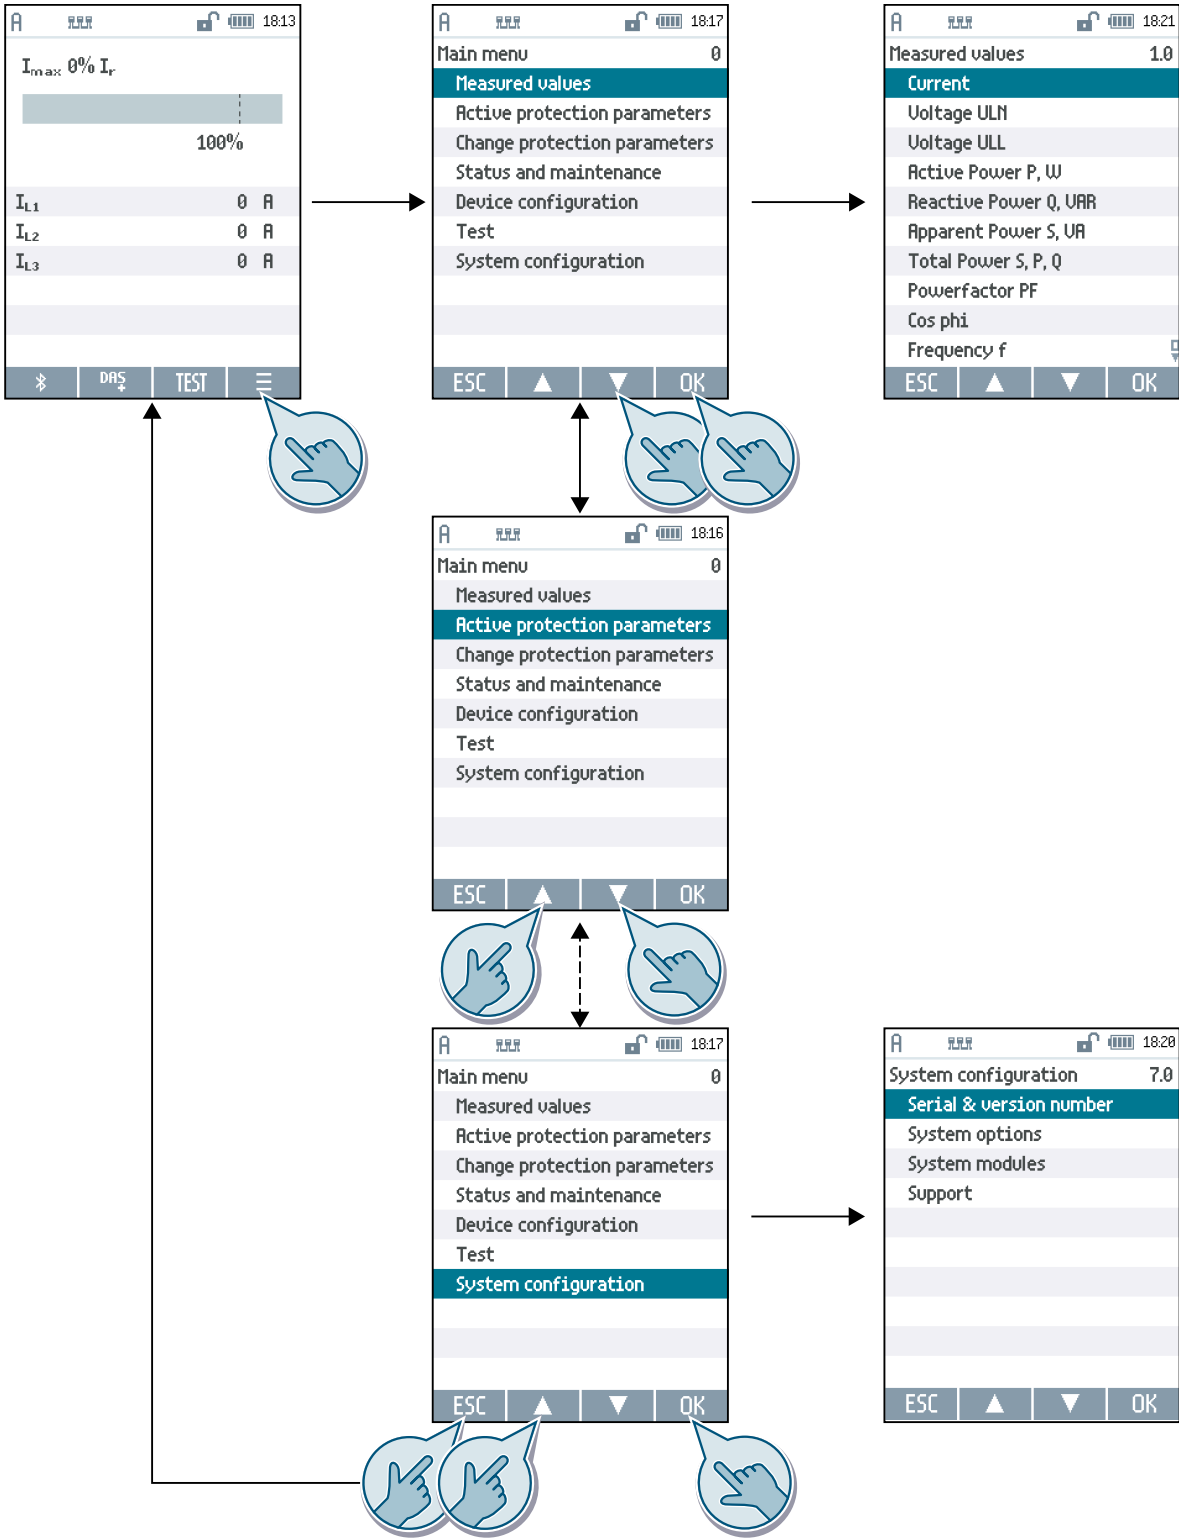 A 18:13
Imax 0% Ir
100%
IL1 0 A
IL2 0 A
IL3 0 A
DAS+ TEST
A 18:17
Main menu 0
Measured values
Active protection parameters
Change protection parameters
Status and maintenance
Device configuration
Test
System configuration
ESC OK
A 18:21
Measured values 1.0
Current
Voltage ULN
Voltage ULL
Active Power P, W
Reactive Power Q, VAR
Apparent Power S, VA
Total Power S, P, Q
Powerfactor PF
Cos phi
Frequency f
ESC OK
A 18:16
Main menu 0
Measured values
Active protection parameters
Change protection parameters
Status and maintenance
Device configuration
Test
System configuration
ESC OK
A 18:17
Main menu 0
Measured values
Active protection parameters
Change protection parameters
Status and maintenance
Device configuration
Test
System configuration
ESC OK
A 18:20
System configuration 7.0
Serial & version number
System options
System modules
Support
ESC OK